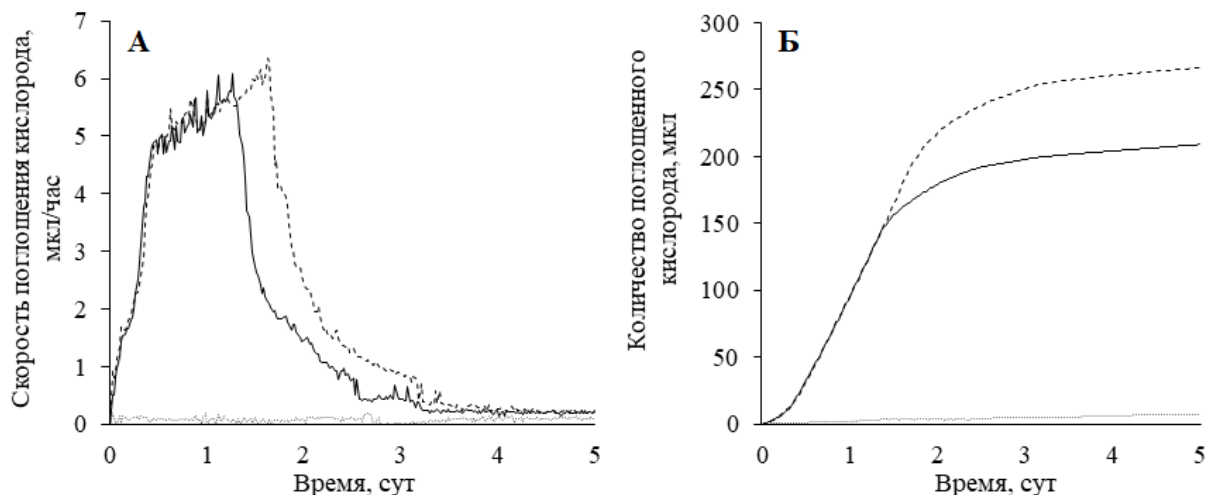 А
Скорость поглощения кислорода,
мкл/час
7
6
5
4
3
2
1
0
0 1 2 3 4 5
Время, сут
Б
Количество поглощенного
кислорода, мкл
300
250
200
150
100
50
0
0 1 2 3 4 5
Время, сут